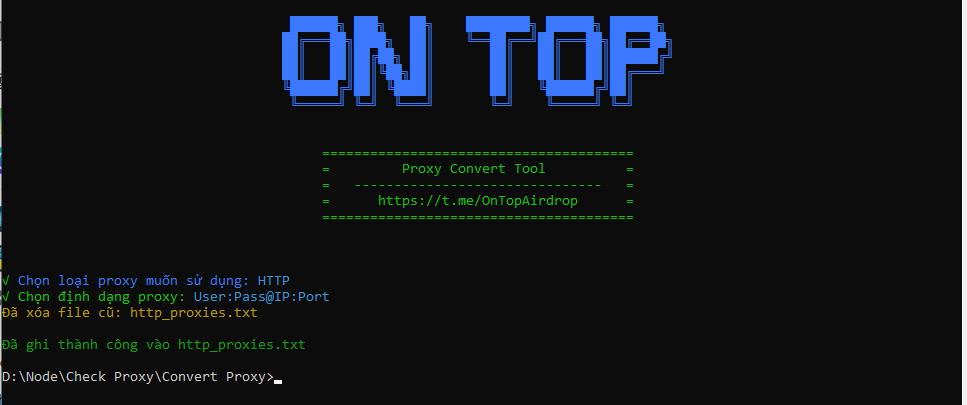 ON TOP
=======================================
= Proxy Convert Tool =
= ------------------------------- =
= https://t.me/OnTopAirdrop =
=======================================
√ Chọn loại proxy muốn sử dụng: HTTP
√ Chọn định dạng proxy: User:Pass@IP:Port
Đã xóa file cũ: http_proxies.txt
Đã ghi thành công vào http_proxies.txt
D:\Node\Check Proxy\Convert Proxy>